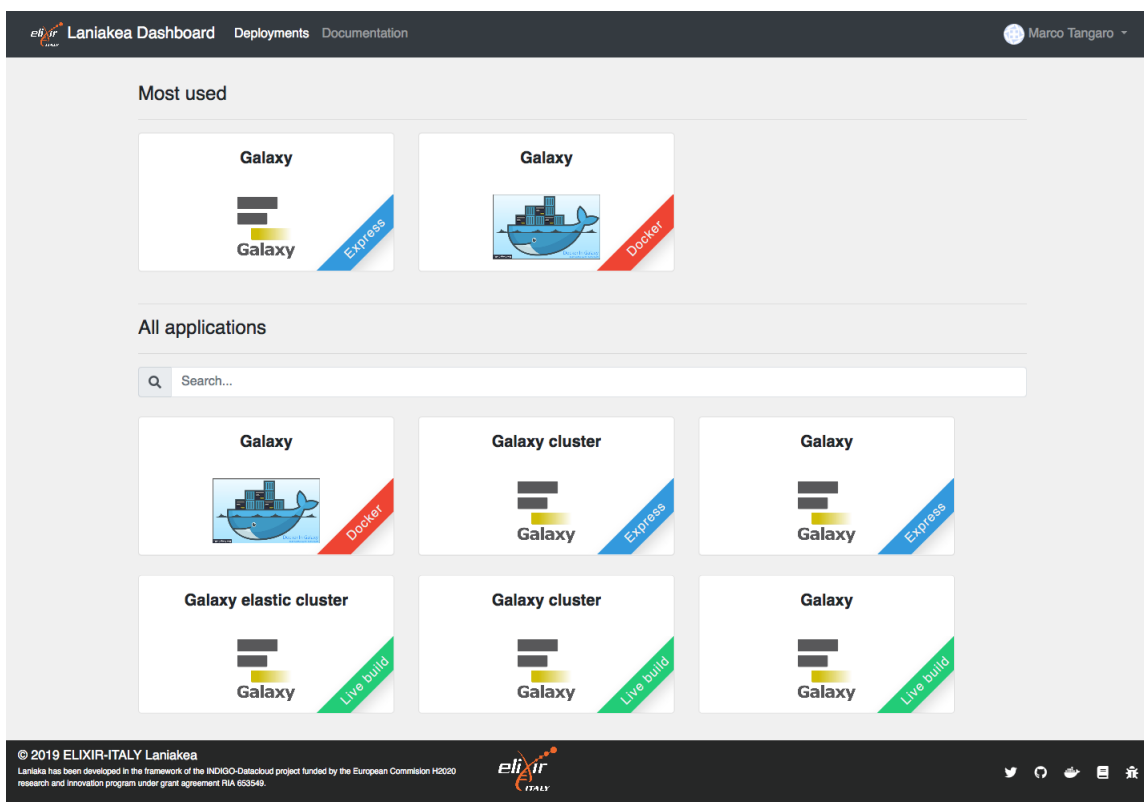 elixir
ITALY
Laniakea Dashboard
Deployments
Documentation
Marco Tangaro
Most used
Galaxy
Galaxy
Galaxy
Express
Docker
All applications
Search...
Galaxy
Galaxy cluster
Galaxy
Docker
Galaxy
Express
Galaxy
Express
Galaxy elastic cluster
Galaxy cluster
Galaxy
Galaxy
Live build
Galaxy
Live build
Galaxy
Live build
© 2019 ELIXIR-ITALY Laniakea
Laniaka has been developed in the framework of the INDIGO-Datacloud project funded by the European Commision H2020
research and innovation program under grant agreement RIA 653549.
elixir
ITALY